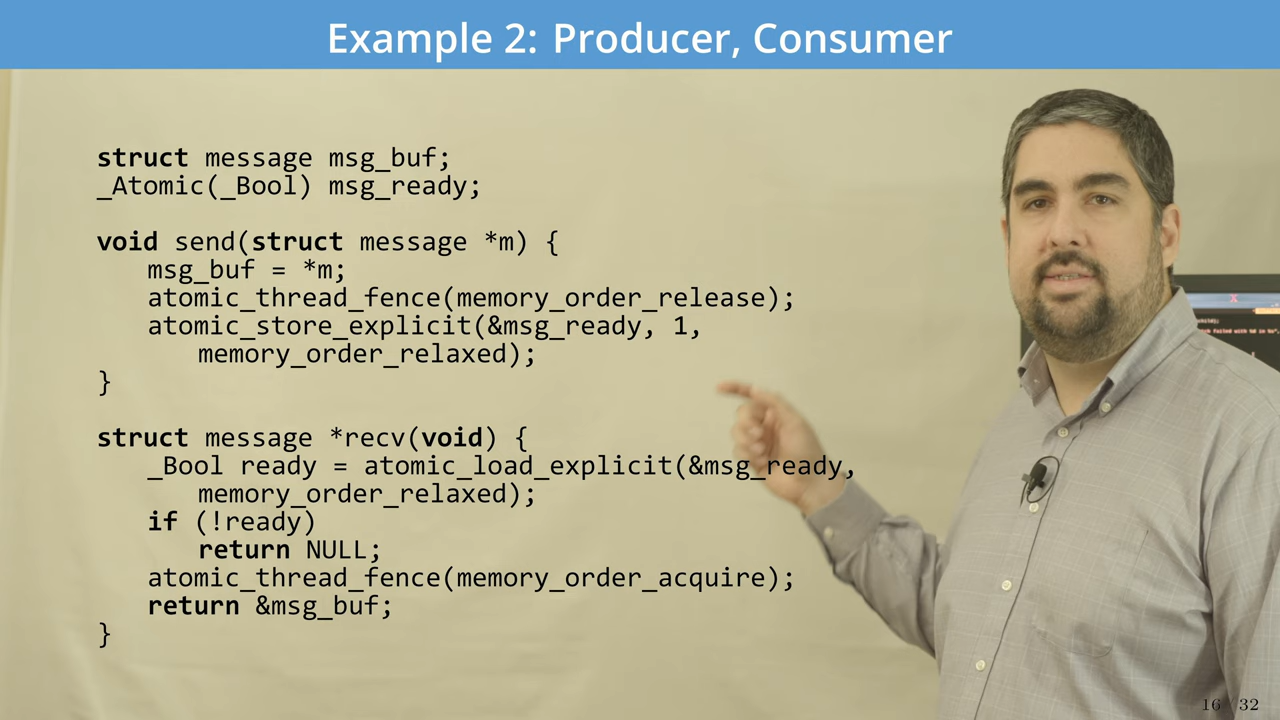 Example 2: Producer, Consumer
struct message msg_buf;
_Atomic(_Bool) msg_ready;
void send(struct message *m) {
msg_buf = *m;
atomic_thread_fence(memory_order_release);
atomic_store_explicit(&msg_ready, 1,
memory_order_relaxed);
}
struct message *recv(void) {
_Bool ready = atomic_load_explicit(&msg_ready,
memory_order_relaxed);
if (!ready)
return NULL;
atomic_thread_fence(memory_order_acquire);
return &msg_buf;
}
16 / 32